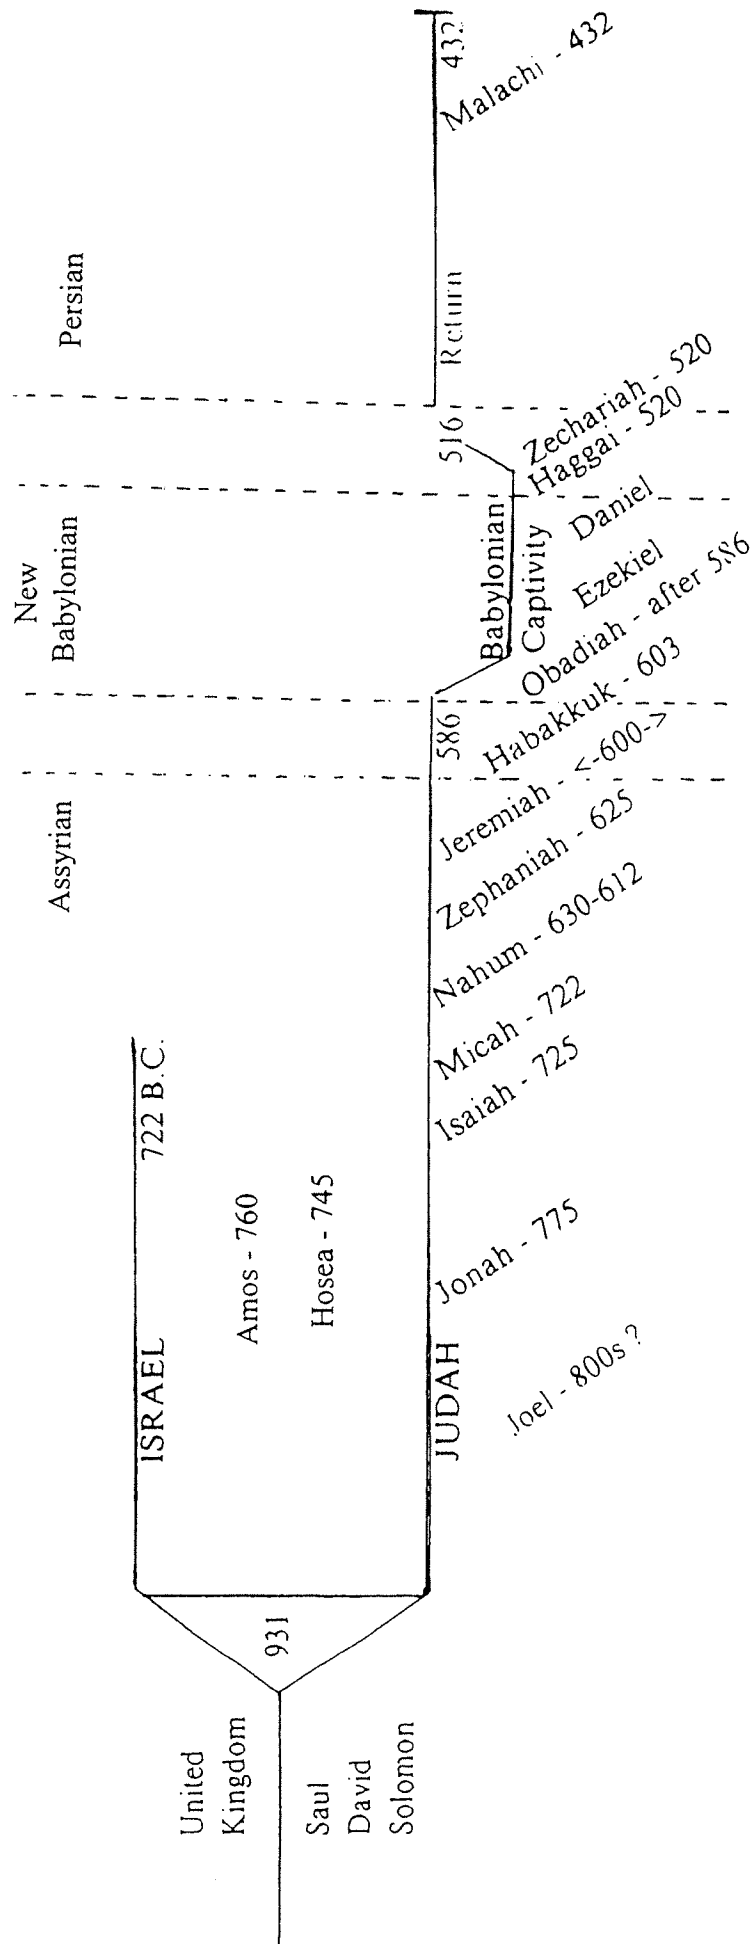 United
Kingdom
Saul
David
Solomon
931
ISRAEL
722 B.C.
Amos - 760
Hosea - 745
JUDAH
Assyrian
New
Babylonian
Persian
586
Babylonian
Captivity
516
Return
432
Joel - 800s ?
Jonah - 775
Isaiah - 725
Micah - 722
Nahum - 630-612
Zephaniah - 625
Jeremiah - <-600->
Habakkuk - 603
Obadiah - after 586
Ezekiel
Daniel
Haggai - 520
Zechariah - 520
Malachi - 432